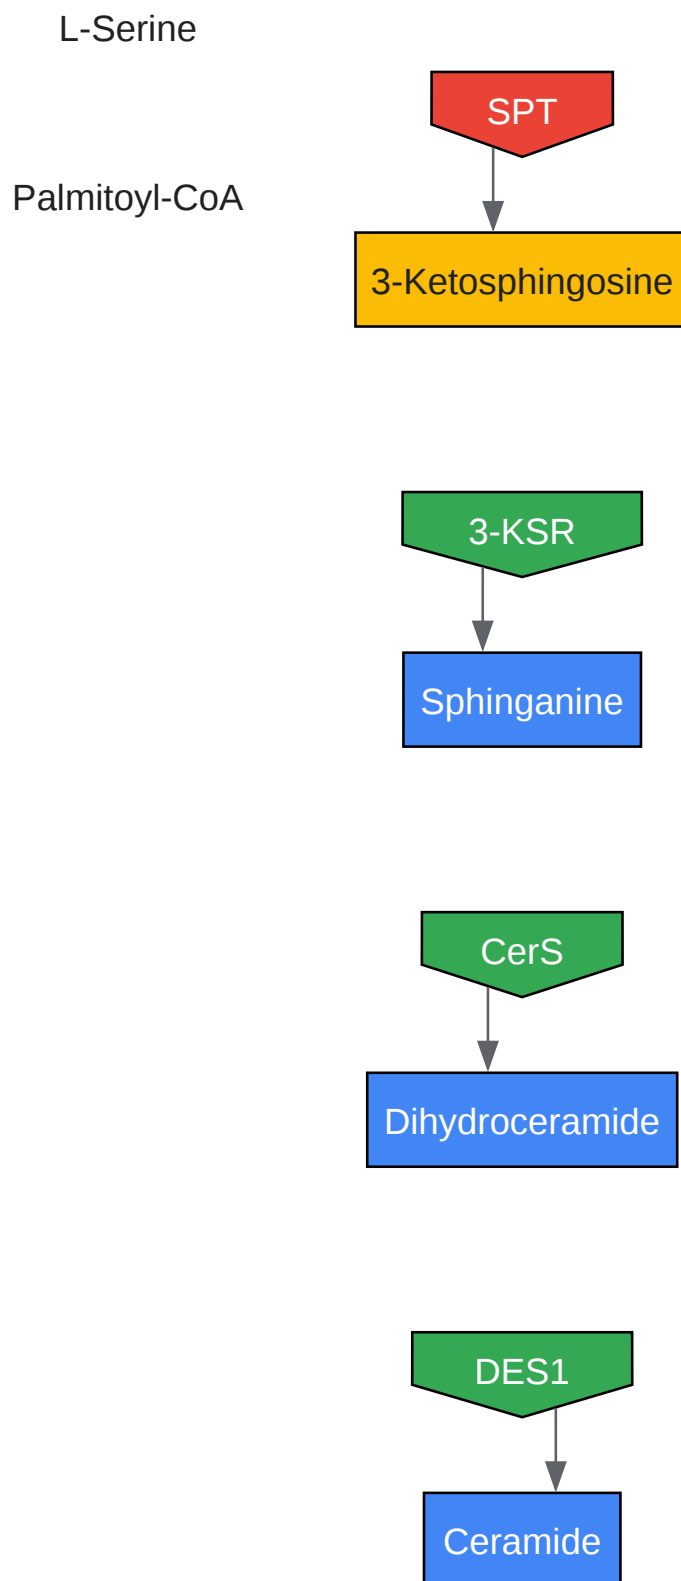 L-Serine
SPT
Palmitoyl-CoA
3-Ketosphingosine
3-KSR
Sphinganine
CerS
Dihydroceramide
DES1
Ceramide